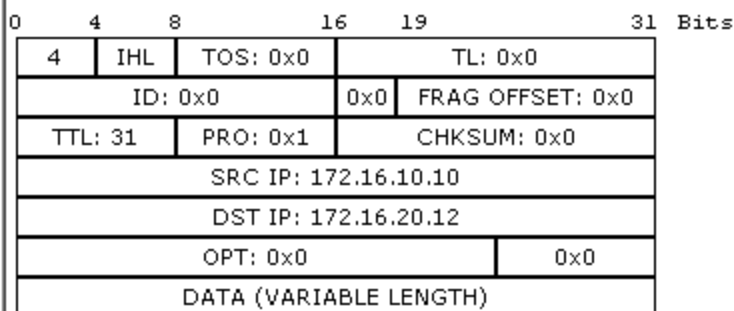 0 4 8 16 19 31 Bits
4 IHL TOS: 0x0 TL: 0x0
ID: 0x0 0x0 FRAG OFFSET: 0x0
TTL: 31 PRO: 0x1 CHKSUM: 0x0
SRC IP: 172.16.10.10
DST IP: 172.16.20.12
OPT: 0x0 0x0
DATA (VARIABLE LENGTH)